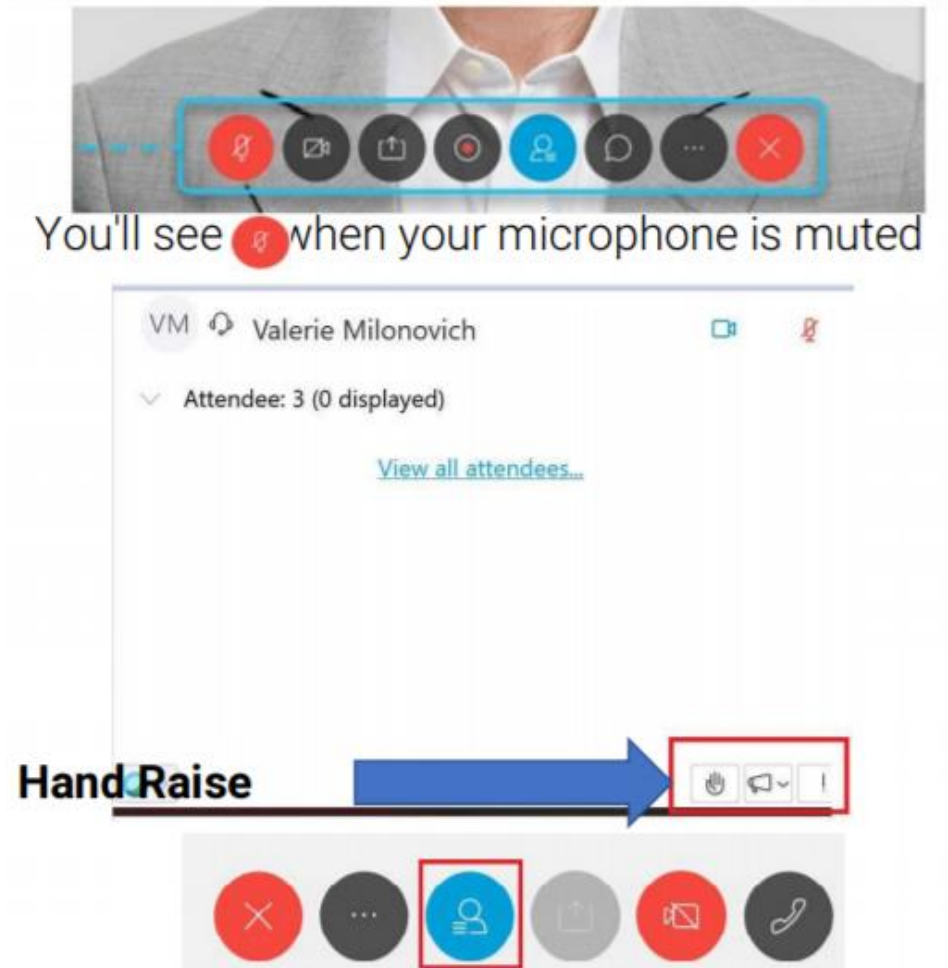 You'll see when your microphone is muted
VM Valerie Milonovich
Attendee: 3 (0 displayed)
View all attendees...
Hand Raise